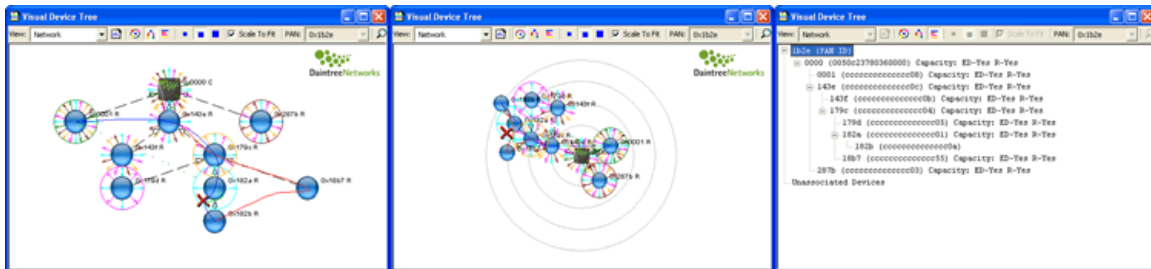 Visual Device Tree
View: Network Scale To Fit PAN: 0x1b2e
DaintreeNetworks
0x0000 C
0x0001 R
0x143e R
0x287b R
0x143f R
0x179c R
0x179d R
0x182a R
0x18b7 R
0x182b R
Visual Device Tree
View: Network Scale To Fit PAN: 0x1b2e
DaintreeNetworks
0x143f R
0x0001 R
0x287b R
Visual Device Tree
View: Network Scale To Fit PAN: 0x1b2e
1b2e (PAN ID)
0000 (0050c23780360000) Capacity: ED-Yes R-Yes
0001 (cccccccccccccc08) Capacity: ED-Yes R-Yes
143e (cccccccccccccc0c) Capacity: ED-Yes R-Yes
143f (cccccccccccccc0b) Capacity: ED-Yes R-Yes
179c (cccccccccccccc04) Capacity: ED-Yes R-Yes
179d (cccccccccccccc05) Capacity: ED-Yes R-Yes
182a (cccccccccccccc01) Capacity: ED-Yes R-Yes
182b (cccccccccccccc0a)
18b7 (cccccccccccccc55) Capacity: ED-Yes R-Yes
287b (cccccccccccccc03) Capacity: ED-Yes R-Yes
Unassociated Devices